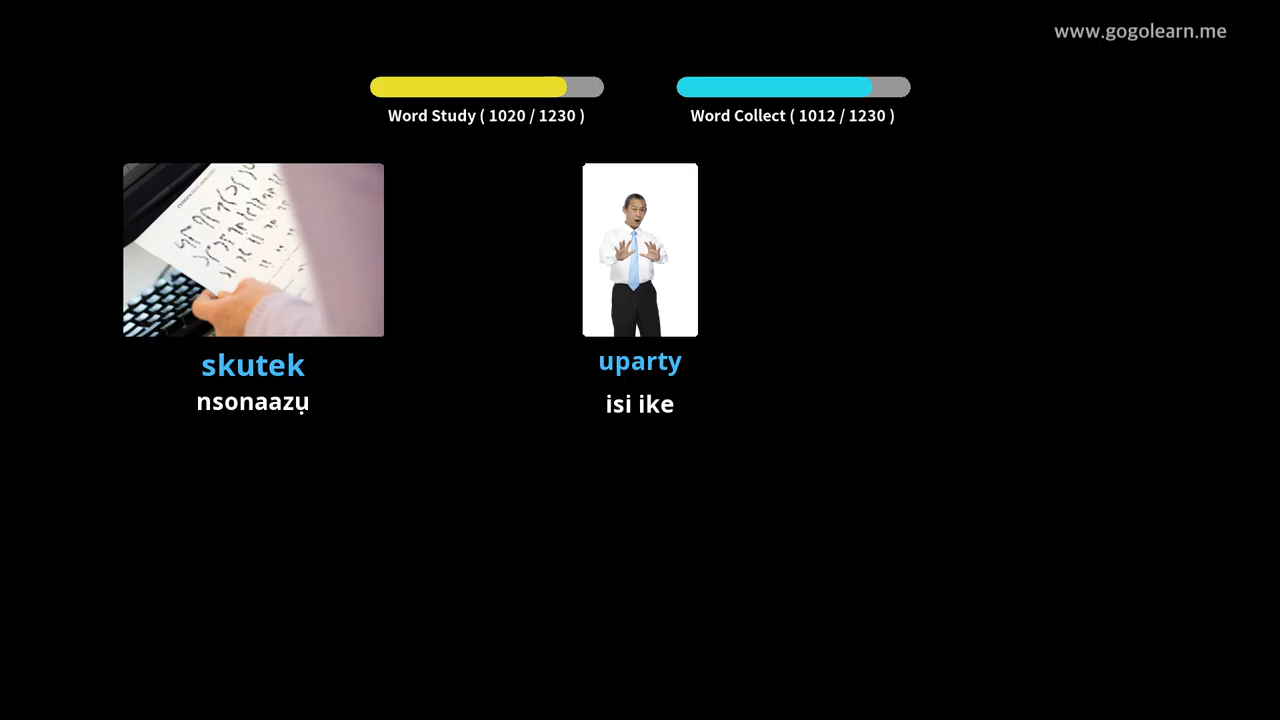 www.gogolearn.me
Word Study ( 1020 / 1230 )
Word Collect ( 1012 / 1230 )
skutek
nsonaazụ
uparty
isi ike